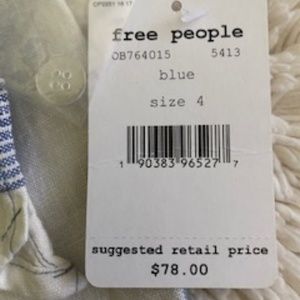 free people
OB764015 5413
blue
size 4
1 90383 96527 7
suggested retail price
$78.00